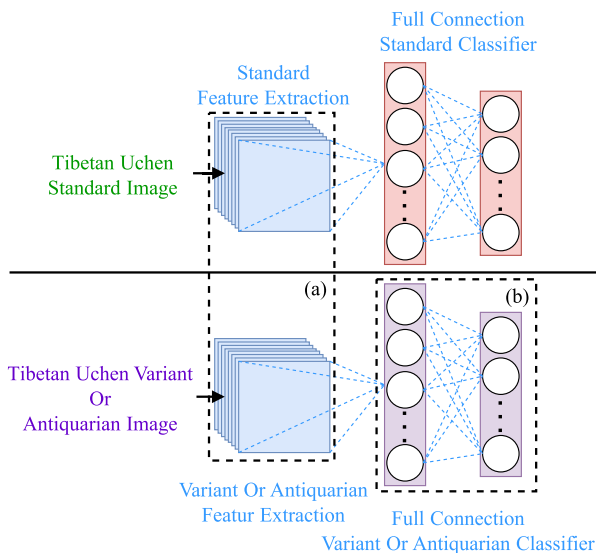 Full Connection
Standard Classifier
Standard
Feature Extraction
Tibetan Uchen
Standard Image
(a)
(b)
Tibetan Uchen Variant
Or
Antiquarian Image
Variant Or Antiquarian
Featur Extraction
Full Connection
Variant Or Antiquarian Classifier